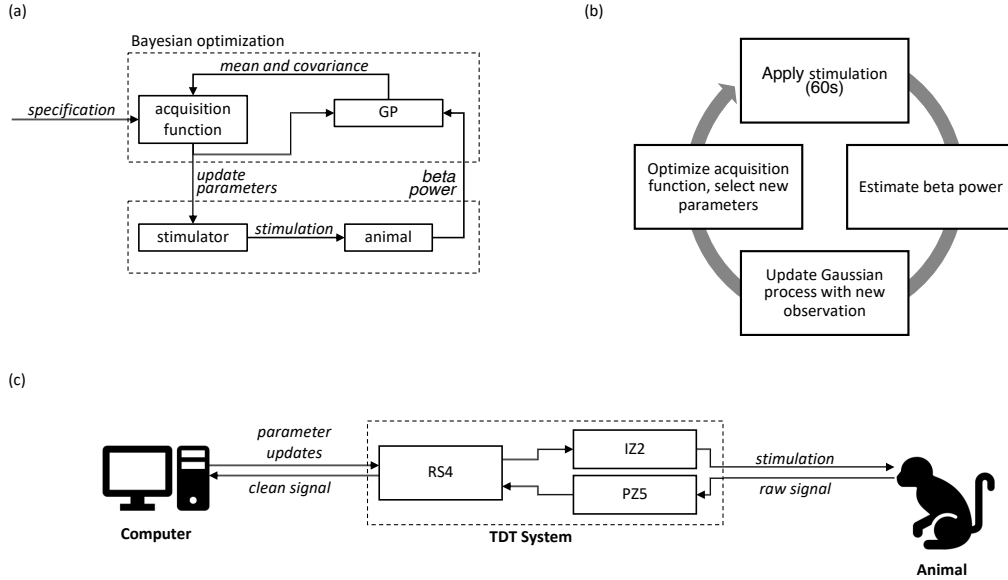 (a)
Bayesian optimization
mean and covariance
specification
acquisition
function
GP
update
parameters
beta
power
stimulator
stimulation
animal
(b)
Apply stimulation
(60s)
Optimize acquisition
function, select new
parameters
Estimate beta power
Update Gaussian
process with new
observation
(c)
parameter
updates
clean signal
Computer
RS4
IZ2
PZ5
TDT System
stimulation
raw signal
Animal